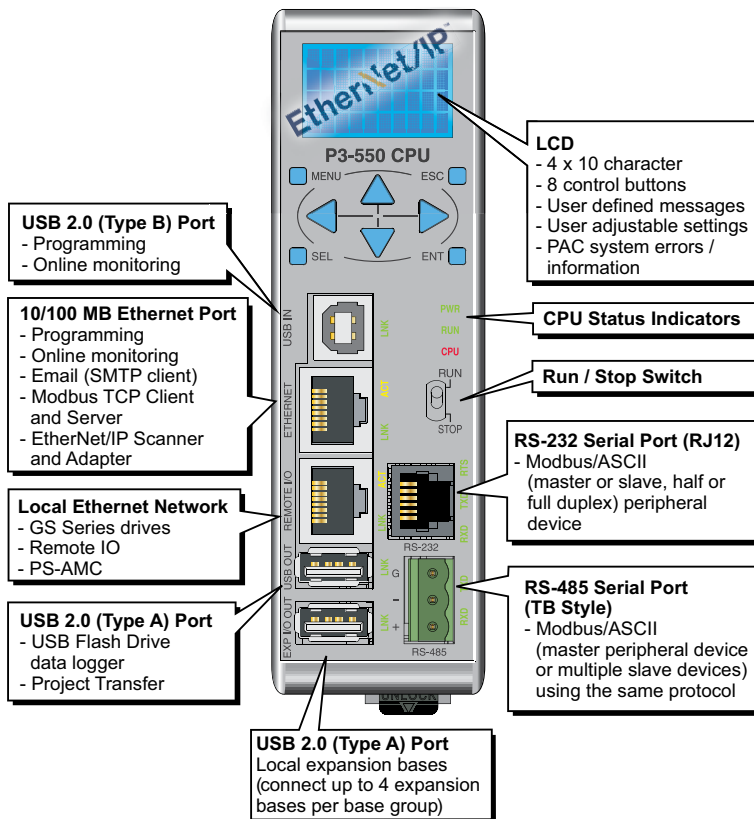 EtherNet/IP
P3-550 CPU
MENU
ESC
SEL
ENT
USB IN
LNK
PWR
RUN
CPU
ETHERNET
ACT
LNK
RUN
STOP
REMOTE I/O
ACT
LNK
RTS
TXD
RXD
RS-232
USB OUT
LNK
G
-
+
RXD
RS-485
EXP I/O OUT
LNK
UNLOCK
LCD
- 4 x 10 character
- 8 control buttons
- User defined messages
- User adjustable settings
- PAC system errors /
information
USB 2.0 (Type B) Port
- Programming
- Online monitoring
10/100 MB Ethernet Port
- Programming
- Online monitoring
- Email (SMTP client)
- Modbus TCP Client
and Server
- EtherNet/IP Scanner
and Adapter
CPU Status Indicators
Run / Stop Switch
RS-232 Serial Port (RJ12)
- Modbus/ASCII
(master or slave, half or
full duplex) peripheral
device
Local Ethernet Network
- GS Series drives
- Remote IO
- PS-AMC
USB 2.0 (Type A) Port
- USB Flash Drive
data logger
- Project Transfer
RS-485 Serial Port
(TB Style)
- Modbus/ASCII
(master peripheral device
or multiple slave devices)
using the same protocol
USB 2.0 (Type A) Port
Local expansion bases
(connect up to 4 expansion
bases per base group)